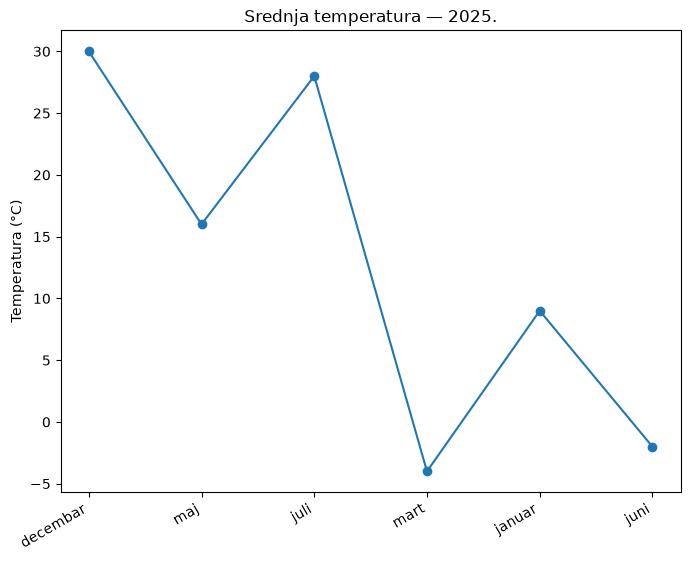 Srednja temperatura — 2025.
Temperatura (°C)
30
25
20
15
10
5
0
−5
decembar
maj
juli
mart
januar
juni